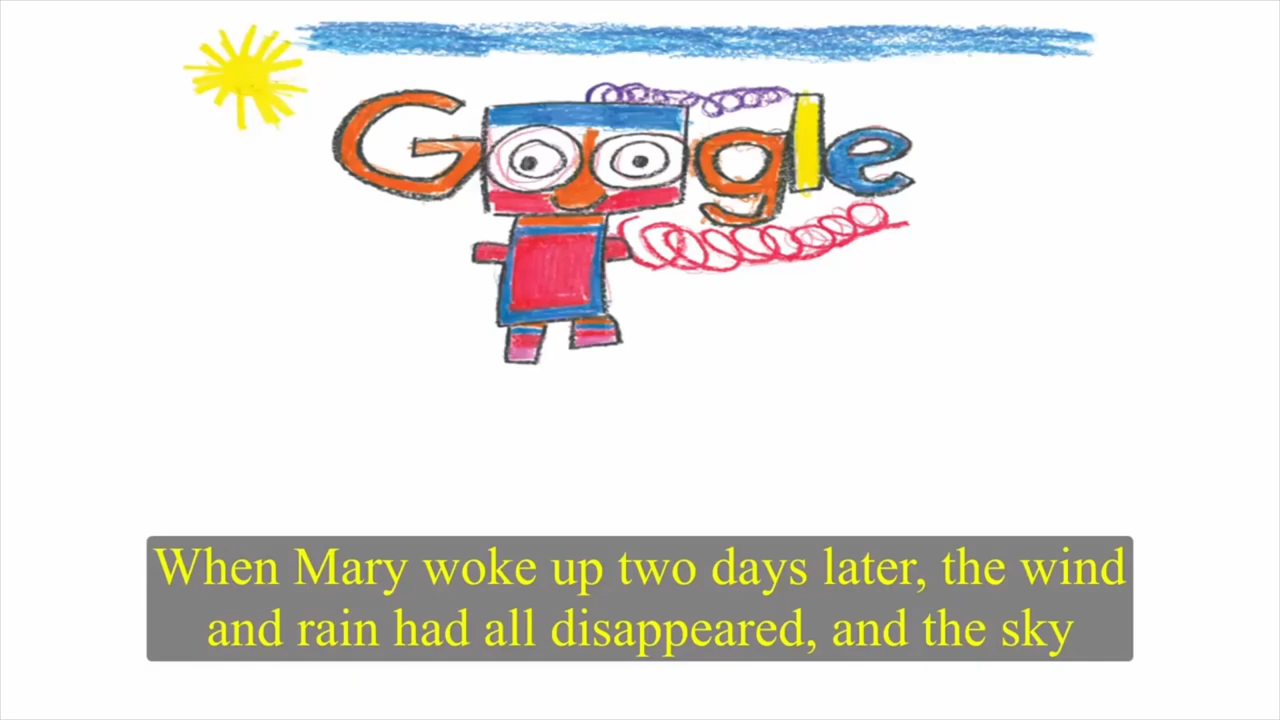 Google
When Mary woke up two days later, the wind
and rain had all disappeared, and the sky